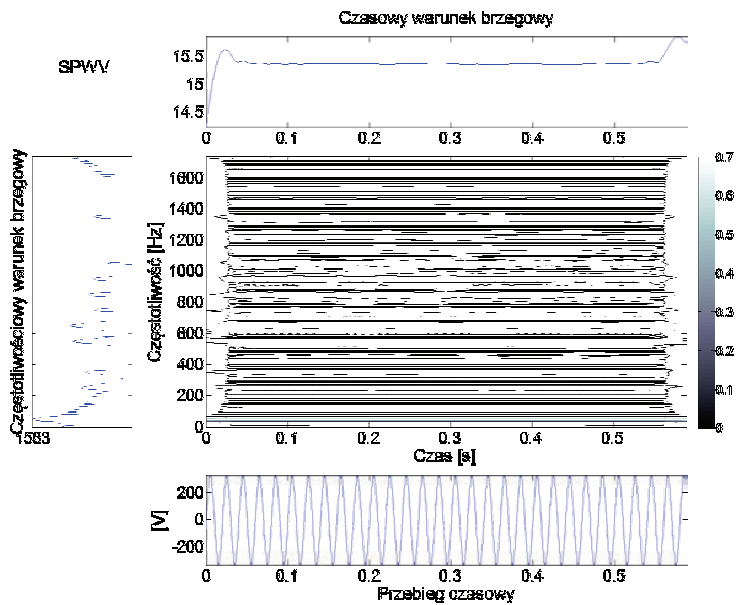 Czasowy warunek brzegowy
SPWV
15.5
15
14.5
0 0.1 0.2 0.3 0.4 0.5
Częstotliwościowy warunek brzegowy
1583
Częstotliwość [Hz]
1600
1400
1200
1000
800
600
400
200
0
0 0.1 0.2 0.3 0.4 0.5
Czas [s]
0.7
0.6
0.5
0.4
0.3
0.2
0.1
0
[V]
200
0
-200
0 0.1 0.2 0.3 0.4 0.5
Przebieg czasowy